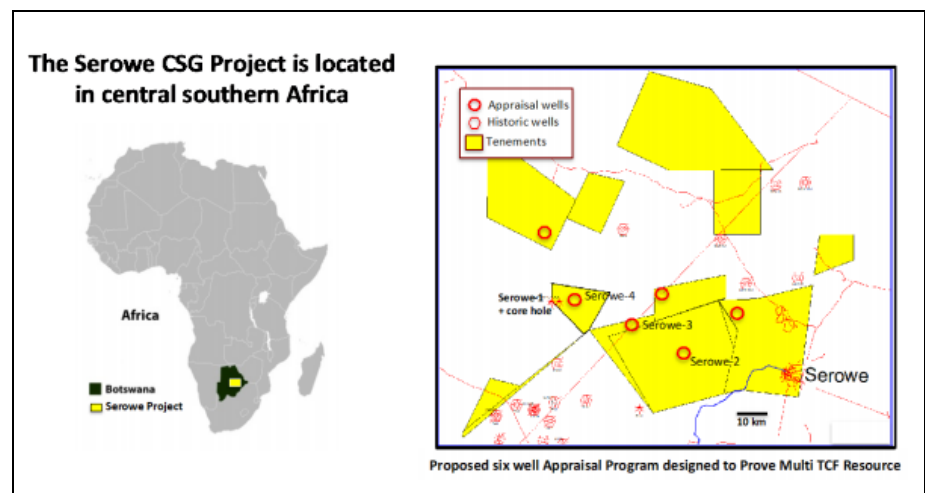 The Serowe CSG Project is located
in central southern Africa
Africa
Botswana
Serowe Project
Appraisal wells
Historic wells
Tenements
Serowe-1
+ core hole
Serowe-4
Serowe-3
Serowe-2
Serowe
10 km
Proposed six well Appraisal Program designed to Prove Multi TCF Resource